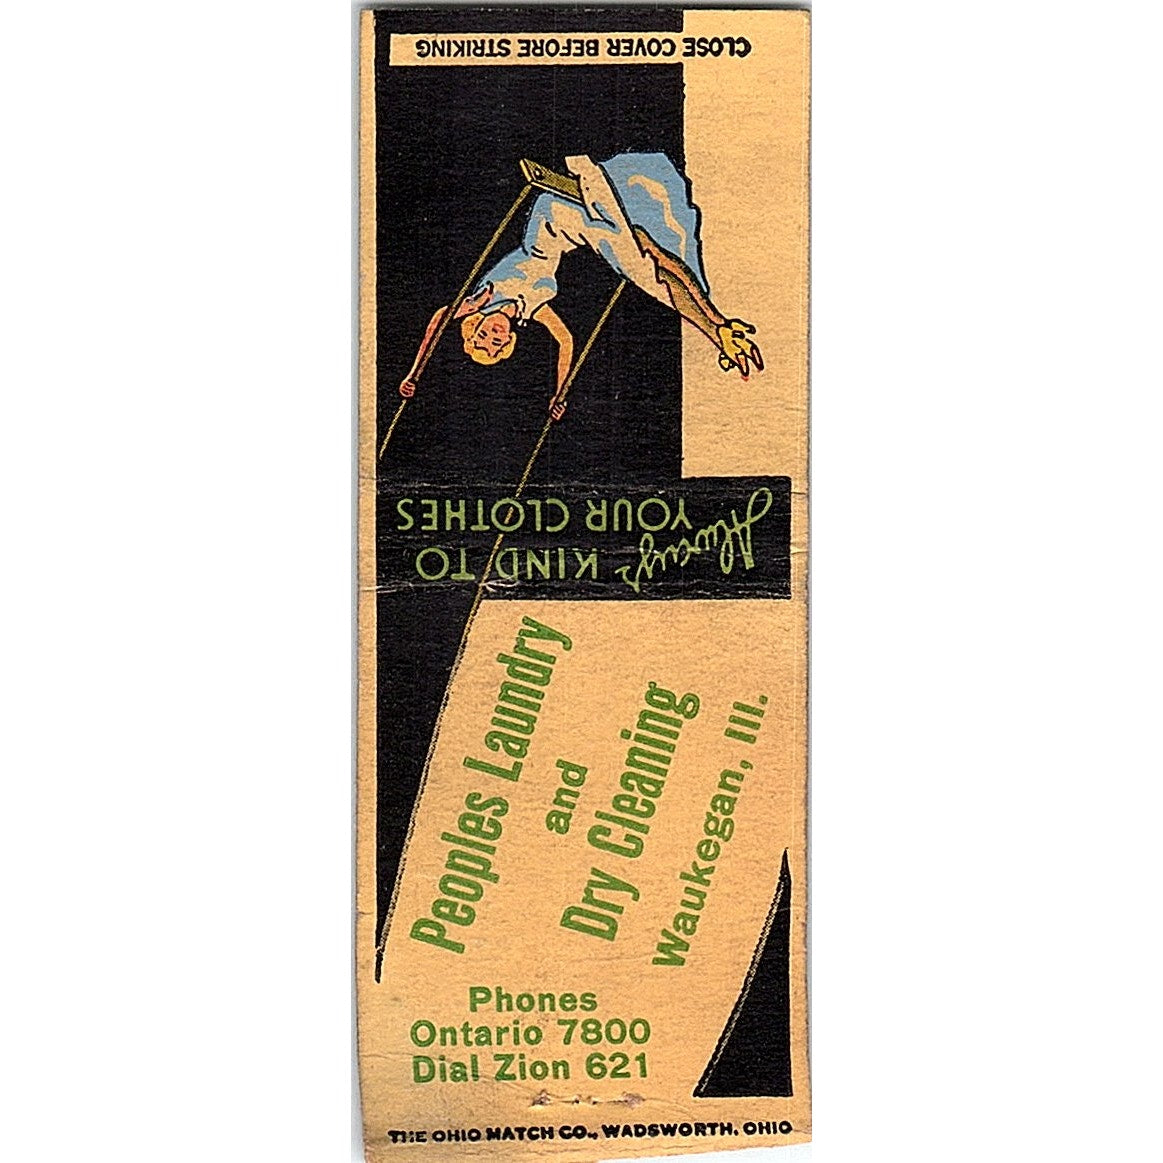 CLOSE COVER BEFORE STRIKING
Always KIND TO
YOUR CLOTHES
Peoples Laundry
and
Dry Cleaning
Waukegan, Ill.
Phones
Ontario 7800
Dial Zion 621
THE OHIO MATCH CO., WADSWORTH, OHIO